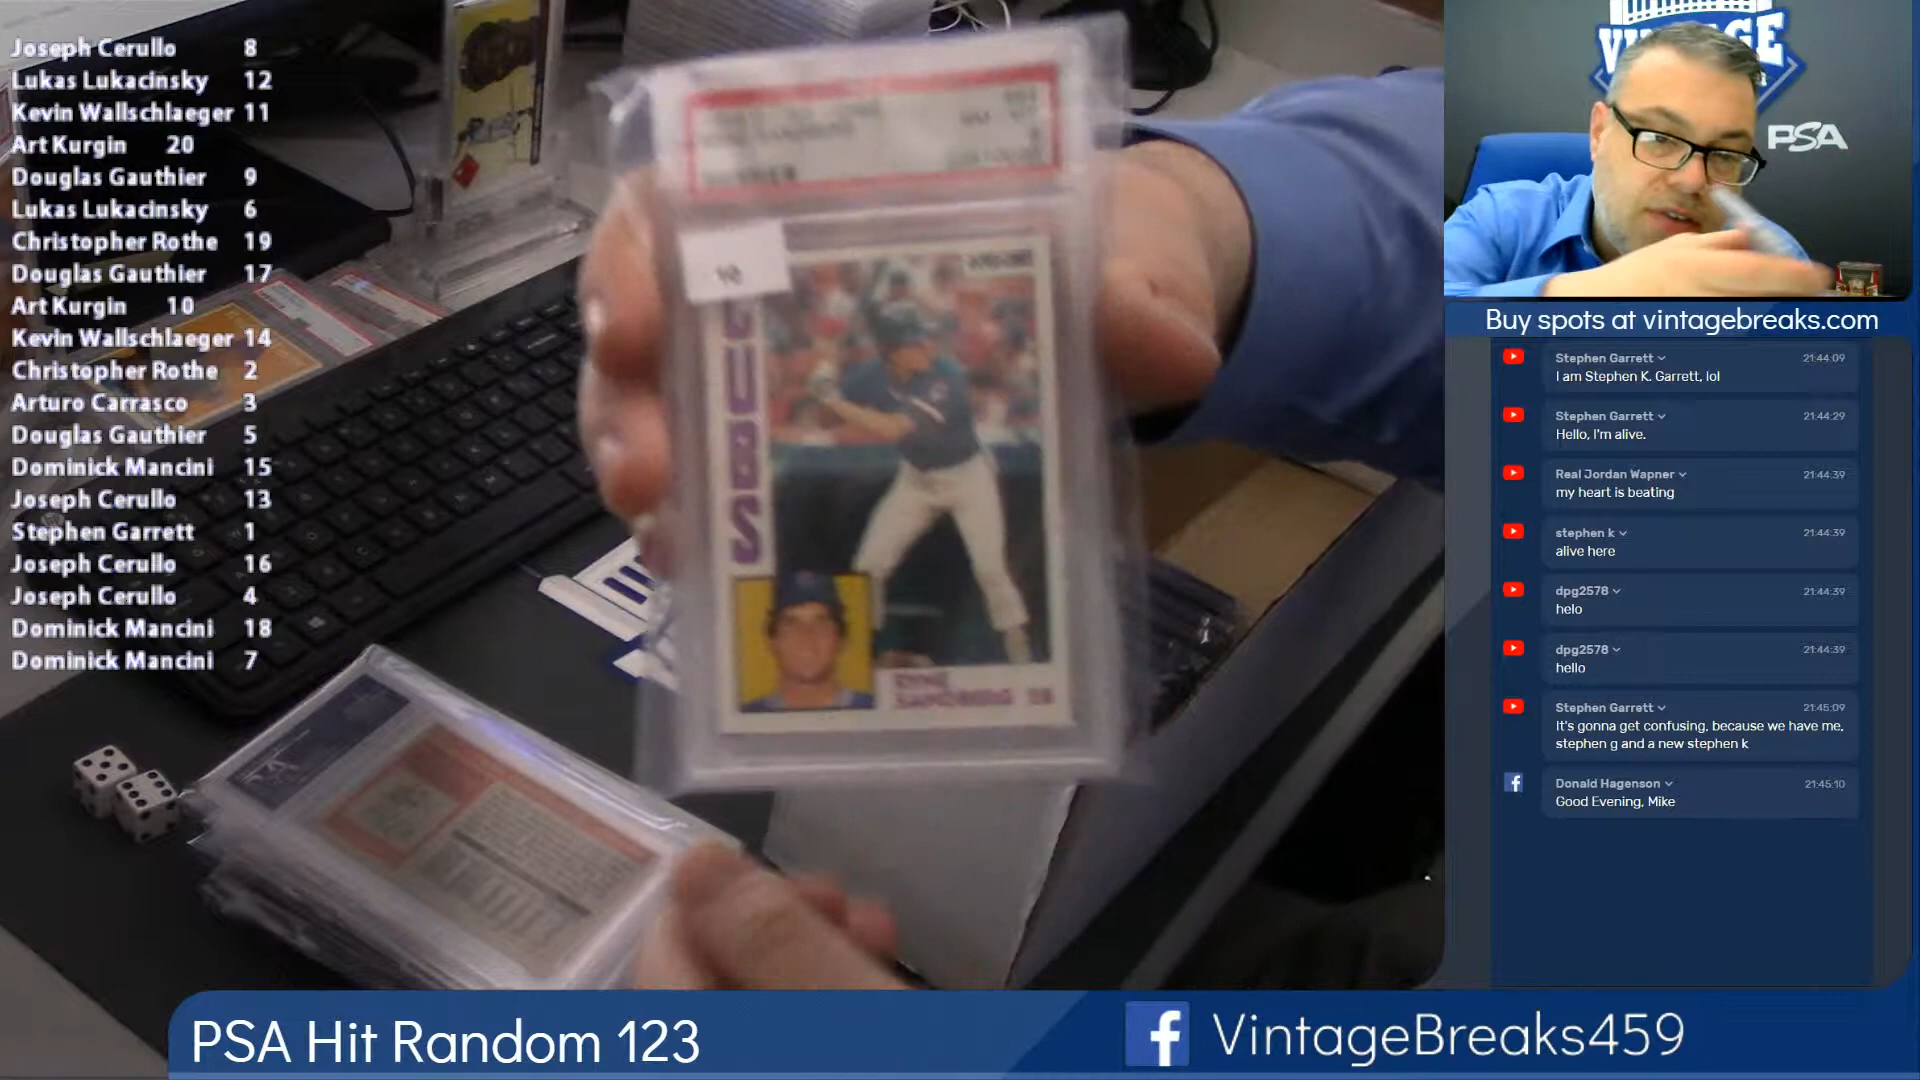 Joseph Cerullo 8
Lukas Lukacinsky 12
Kevin Wallschlaeger 11
Art Kurgin 20
Douglas Gauthier 9
Lukas Lukacinsky 6
Christopher Rothe 19
Douglas Gauthier 17
Art Kurgin 10
Kevin Wallschlaeger 14
Christopher Rothe 2
Arturo Carrasco 3
Douglas Gauthier 5
Dominick Mancini 15
Joseph Cerullo 13
Stephen Garrett 1
Joseph Cerullo 16
Joseph Cerullo 4
Dominick Mancini 18
Dominick Mancini 7
10
CUBS
RYNE
SANDBERG 2B
VINTAGE
PSA
Buy spots at vintagebreaks.com
Stephen Garrett 21:44:09
I am Stephen K. Garrett, lol
Stephen Garrett 21:44:29
Hello, I'm alive.
Real Jordan Wapner 21:44:39
my heart is beating
stephen k 21:44:39
alive here
dpg2578 21:44:39
helo
dpg2578 21:44:39
hello
Stephen Garrett 21:45:09
It's gonna get confusing, because we have me,
stephen g and a new stephen k
Donald Hagenson 21:45:10
Good Evening, Mike
PSA Hit Random 123
VintageBreaks459